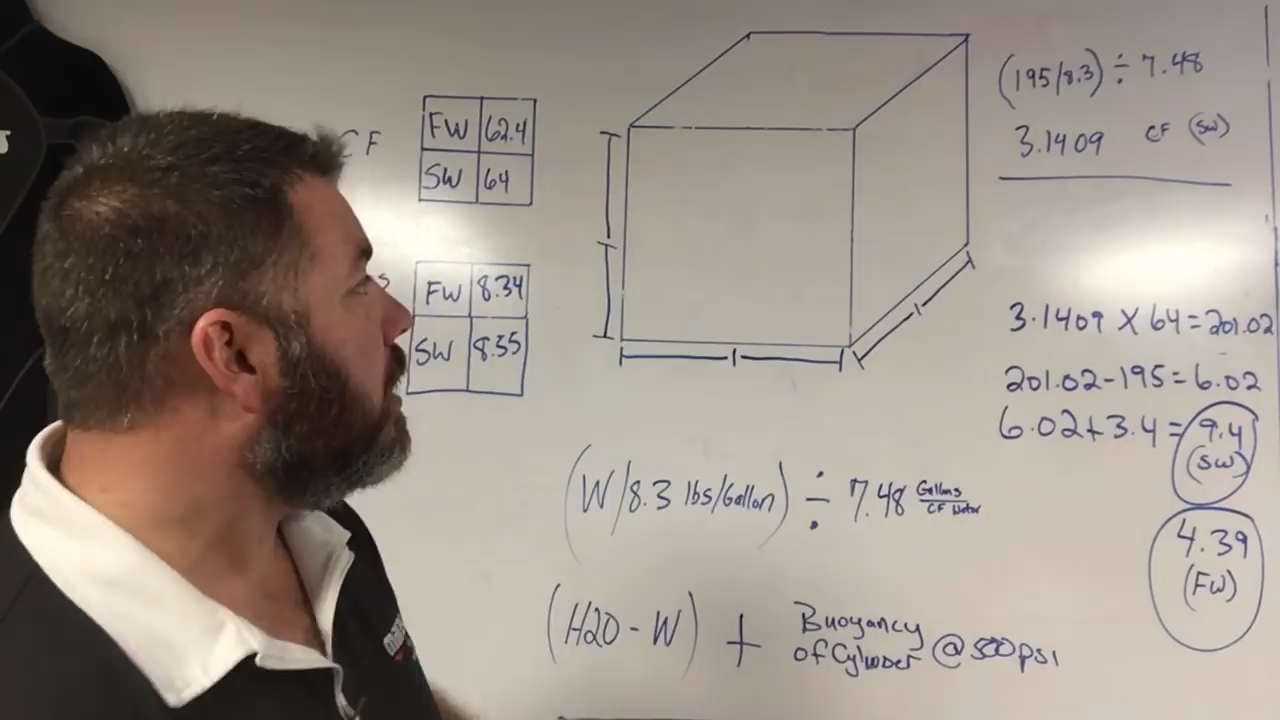 CF
FW 62.4
SW 64
FW 8.34
SW 8.55
(195/8.3) ÷ 7.48
3.1409 CF (SW)
3.1409 X 64 = 201.02
201.02 - 195 = 6.02
6.02 + 3.4 = 9.4
(SW)
4.39
(FW)
(W/8.3 lbs/Gallon) ÷ 7.48 Gallons
CF Water
(H2O - W) + Buoyancy
of Cylinder @ 500psi